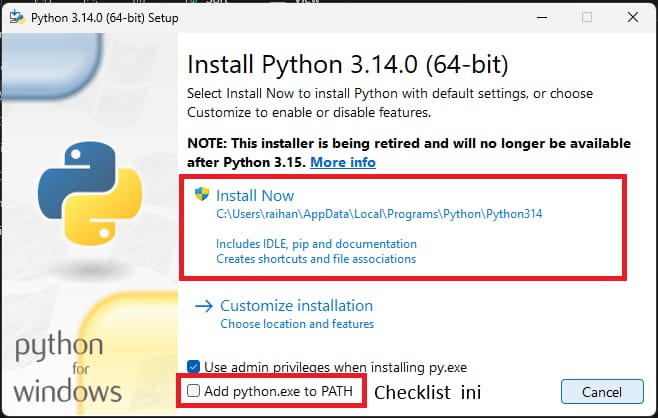 Python 3.14.0 (64-bit) Setup
Install Python 3.14.0 (64-bit)
Select Install Now to install Python with default settings, or choose
Customize to enable or disable features.
NOTE: This installer is being retired and will no longer be available
after Python 3.15. More info
Install Now
C:\Users\raihan\AppData\Local\Programs\Python\Python314
Includes IDLE, pip and documentation
Creates shortcuts and file associations
Customize installation
Choose location and features
python
for
windows
Use admin privileges when installing py.exe
Add python.exe to PATH Checklist ini
Cancel